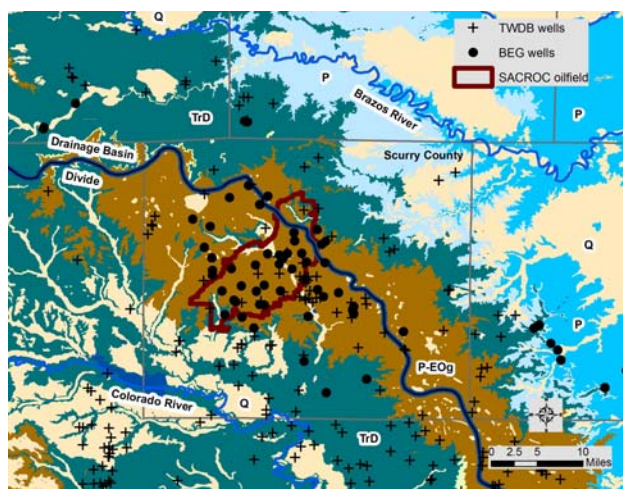 TWDB wells
BEG wells
SACROC oilfield
Q
P
TrD
Brazos River
P
Drainage Basin
Divide
Scurry County
Q
P
P-EOg
Colorado River
Q
TrD
0 2.5 5 10
Miles